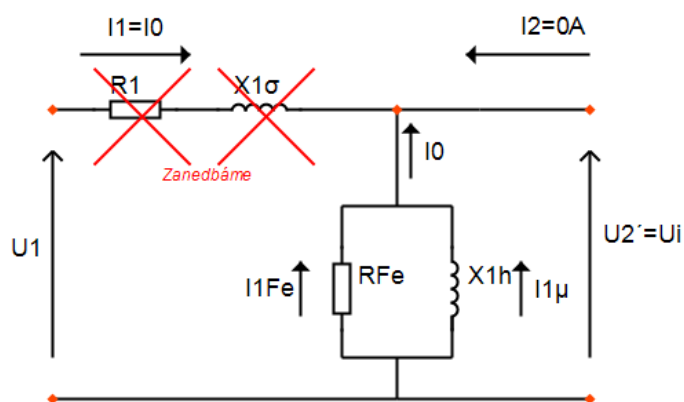 I1=I0
I2=0A
R1
X1σ
Zanedbáme
I0
U1
U2´=Ui
I1Fe
RFe
X1h
I1µ